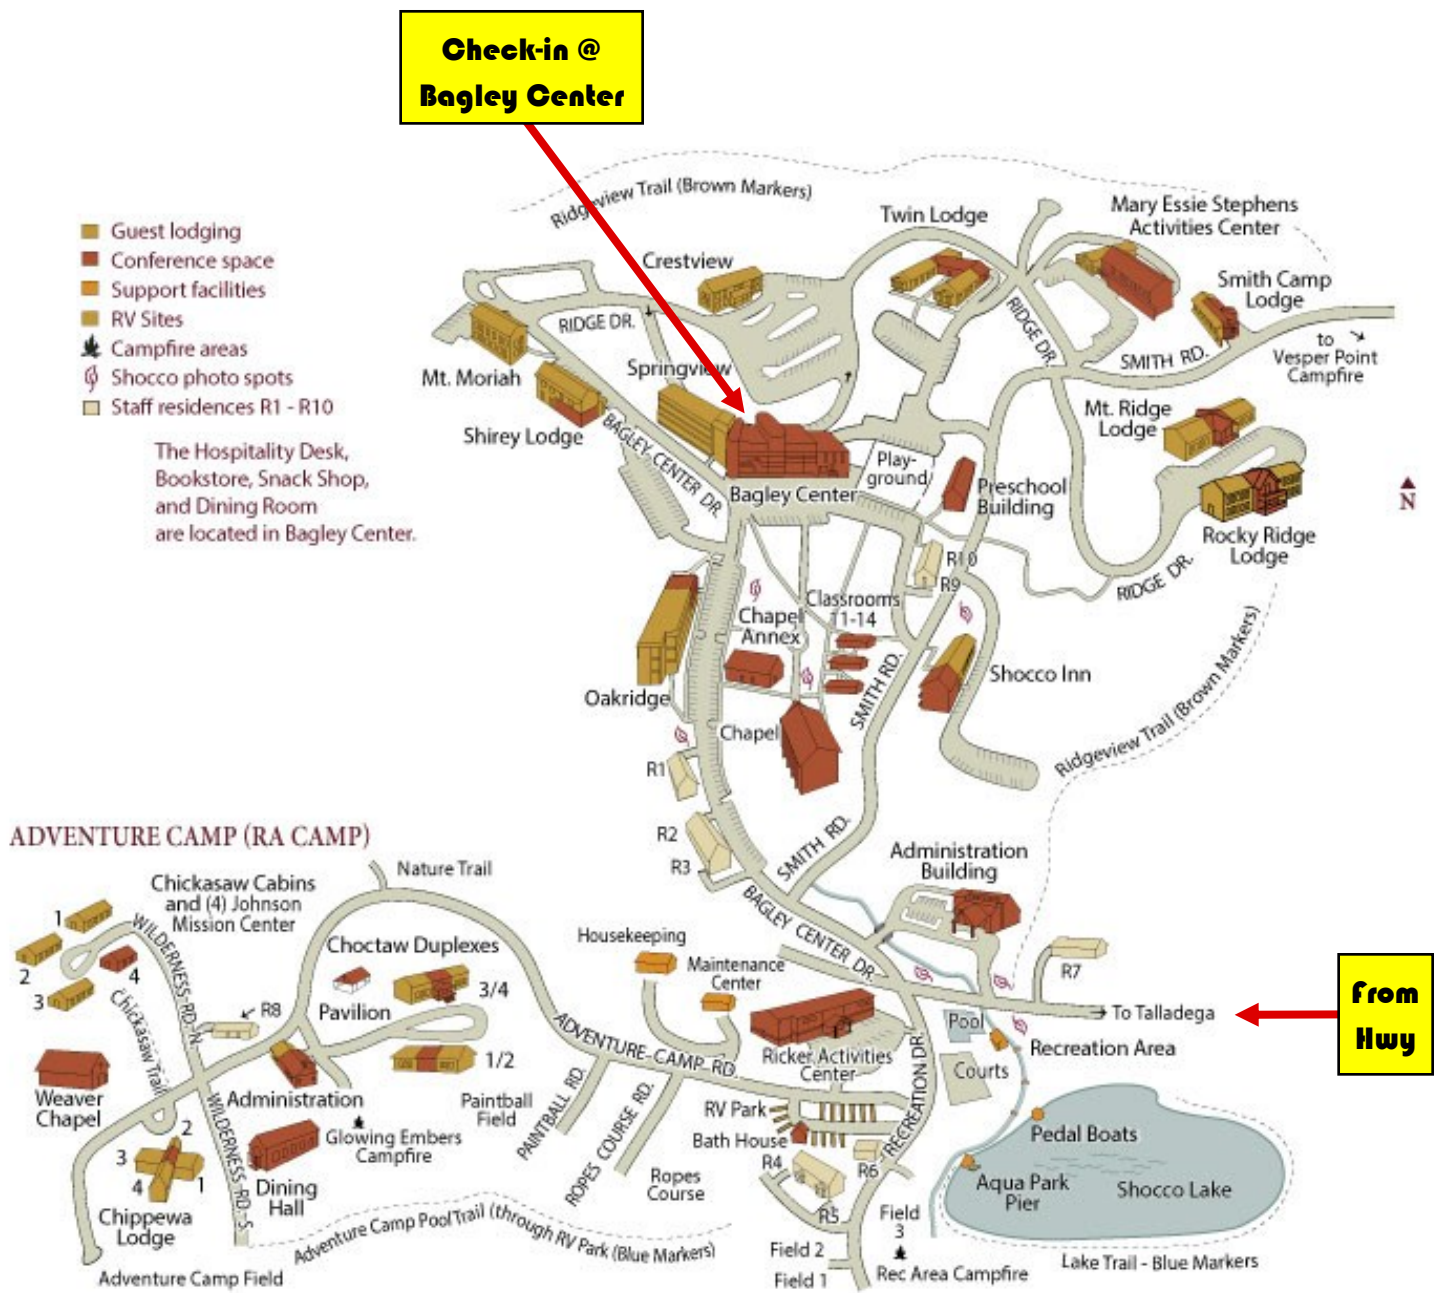 Check-in @
Bagley Center
Ridgeview Trail (Brown Markers)
Twin Lodge
Mary Essie Stephens
Activities Center
Guest lodging
Conference space
Support facilities
RV Sites
Campfire areas
Shocco photo spots
Staff residences R1 - R10
The Hospitality Desk,
Bookstore, Snack Shop,
and Dining Room
are located in Bagley Center.
Crestview
Smith Camp
Lodge
RIDGE DR.
RIDGE DR.
SMITH RD.
to
Vesper Point
Campfire
Mt. Moriah
Springview
Shirey Lodge
BAGLEY CENTER DR.
Mt. Ridge
Lodge
Play-
ground
Bagley Center
Preschool
Building
N
Rocky Ridge
Lodge
RIDGE DR.
R10
R9
Classrooms
11-14
Chapel
Annex
Shocco Inn
SMITH RD.
Oakridge
Chapel
Ridgeview Trail (Brown Markers)
R1
R2
R3
SMITH RD.
Administration
Building
BAGLEY CENTER DR.
R7
To Talladega
From
Hwy
ADVENTURE CAMP (RA CAMP)
Nature Trail
Chickasaw Cabins
and (4) Johnson
Mission Center
1
2
3
4
WILDERNESS RD. N.
Chickasaw Trail
Choctaw Duplexes
3/4
Pavilion
R8
1/2
Housekeeping
Maintenance
Center
ADVENTURE CAMP RD.
Ricker Activities
Center
Pool
Recreation Area
Courts
RECREATION DR.
Weaver
Chapel
Administration
Paintball
Field
PAINTBALL RD.
ROPES COURSE RD.
RV Park
Bath House
R4
R6
R5
Pedal Boats
Aqua Park
Pier
Shocco Lake
Glowing Embers
Campfire
2
3
4
1
Dining
Hall
WILDERNESS RD. S.
Ropes
Course
Chippewa
Lodge
Adventure Camp Field
Adventure Camp Pool Trail (through RV Park (Blue Markers)
Field
3
Field 2
Field 1
Rec Area Campfire
Lake Trail - Blue Markers